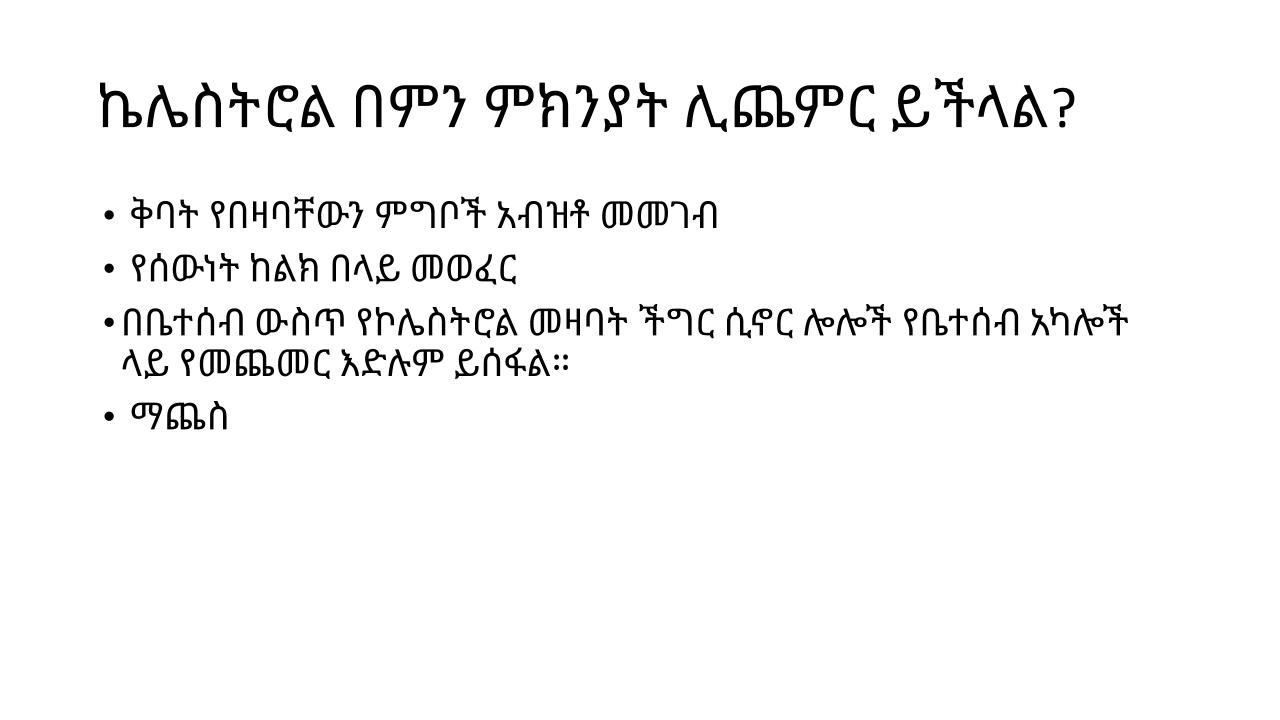 ኬሌስትሮል በምን ምክንያት ሊጨምር ይችላል?
• ቅባት የበዛባቸውን ምግቦች አብዝቶ መመገብ
• የሰውነት ከልክ በላይ መወፈር
• በቤተሰብ ውስጥ የኮሌስትሮል መዛባት ችግር ሲኖር ሎሎች የቤተሰብ አካሎች
ላይ የመጨመር እድሉም ይሰፋል።
• ማጨስ